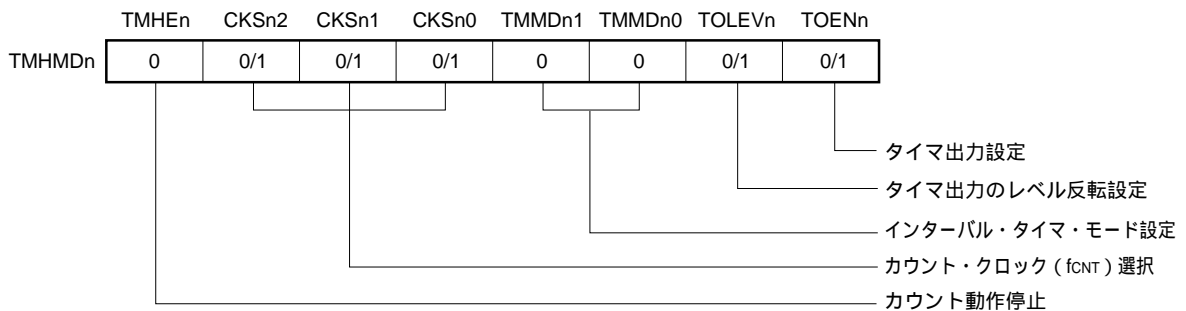 TMHEn CKSn2 CKSn1 CKSn0 TMMDn1 TMMDn0 TOLEVn TOENn
TMHMDn 0 0/1 0/1 0/1 0 0 0/1 0/1
タイマ出力設定
タイマ出力のレベル反転設定
インターバル・タイマ・モード設定
カウント・クロック（fCNT）選択
カウント動作停止